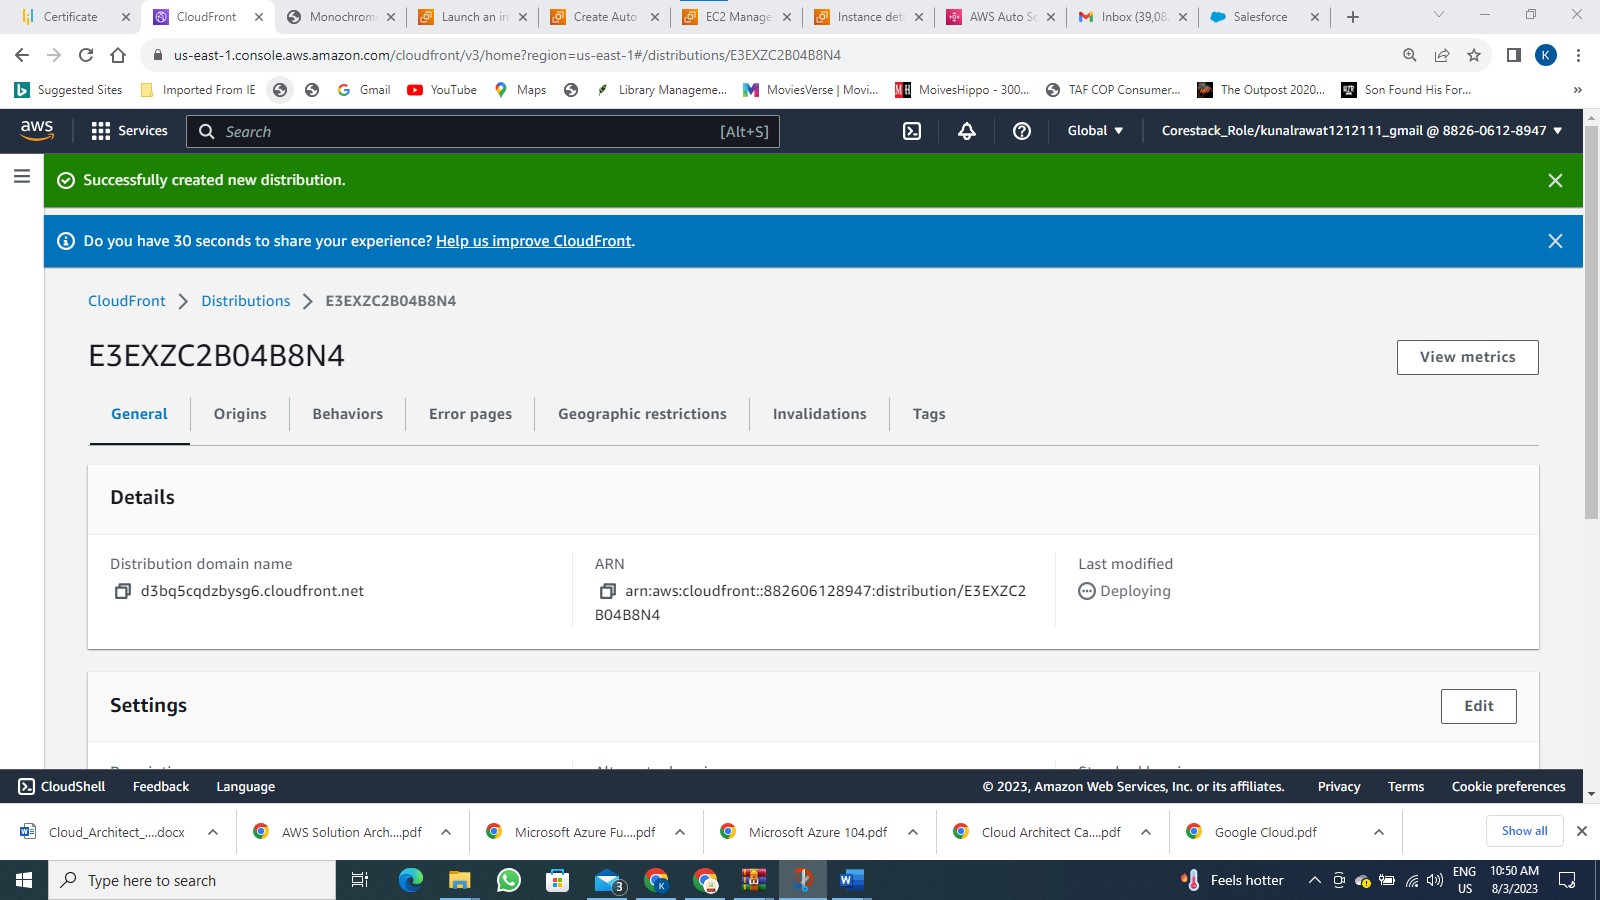 Certificate
CloudFront
Monochrom
Launch an in
Create Auto
EC2 Manage
Instance deta
AWS Auto Sc
Inbox (39,08
Salesforce
us-east-1.console.aws.amazon.com/cloudfront/v3/home?region=us-east-1#/distributions/E3EXZC2B04B8N4
K
Suggested Sites
Imported From IE
Gmail
YouTube
Maps
Library Manageme...
MoviesVerse | Movi...
MoivesHippo - 300...
TAF COP Consumer...
The Outpost 2020...
Son Found His For...
»
aws
Services
Search
[Alt+S]
Global
Corestack_Role/kunalrawat1212111_gmail @ 8826-0612-8947
Successfully created new distribution.
Do you have 30 seconds to share your experience? Help us improve CloudFront.
CloudFront > Distributions > E3EXZC2B04B8N4
E3EXZC2B04B8N4
View metrics
General
Origins
Behaviors
Error pages
Geographic restrictions
Invalidations
Tags
Details
Distribution domain name
d3bq5cqdzbysg6.cloudfront.net
ARN
arn:aws:cloudfront::882606128947:distribution/E3EXZC2
B04B8N4
Last modified
Deploying
Settings
Edit
CloudShell
Feedback
Language
© 2023, Amazon Web Services, Inc. or its affiliates.
Privacy
Terms
Cookie preferences
Cloud_Architect_....docx
AWS Solution Arch....pdf
Microsoft Azure Fu....pdf
Microsoft Azure 104.pdf
Cloud Architect Ca....pdf
Google Cloud.pdf
Show all
Type here to search
3
Feels hotter
ENG
US
10:50 AM
8/3/2023